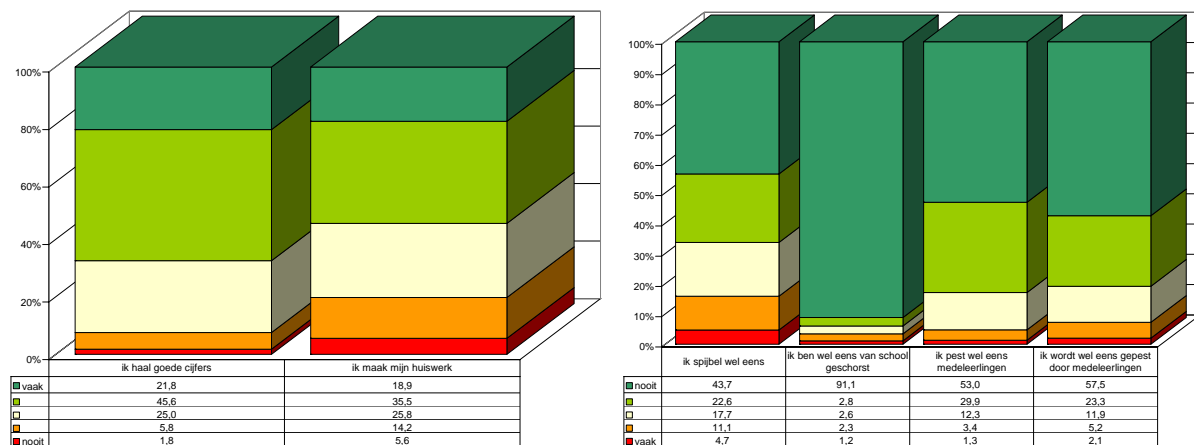 100%
80%
60%
40%
20%
0%
ik haal goede cijfers ik maak mijn huiswerk
vaak 21,8 18,9
45,6 35,5
25,0 25,8
5,8 14,2
nooit 1,8 5,6
100%
90%
80%
70%
60%
50%
40%
30%
20%
10%
0%
ik spijbel wel eens ik ben wel eens van school geschorst ik pest wel eens medeleerlingen ik wordt wel eens gepest door medeleerlingen
nooit 43,7 91,1 53,0 57,5
22,6 2,8 29,9 23,3
17,7 2,6 12,3 11,9
11,1 2,3 3,4 5,2
vaak 4,7 1,2 1,3 2,1